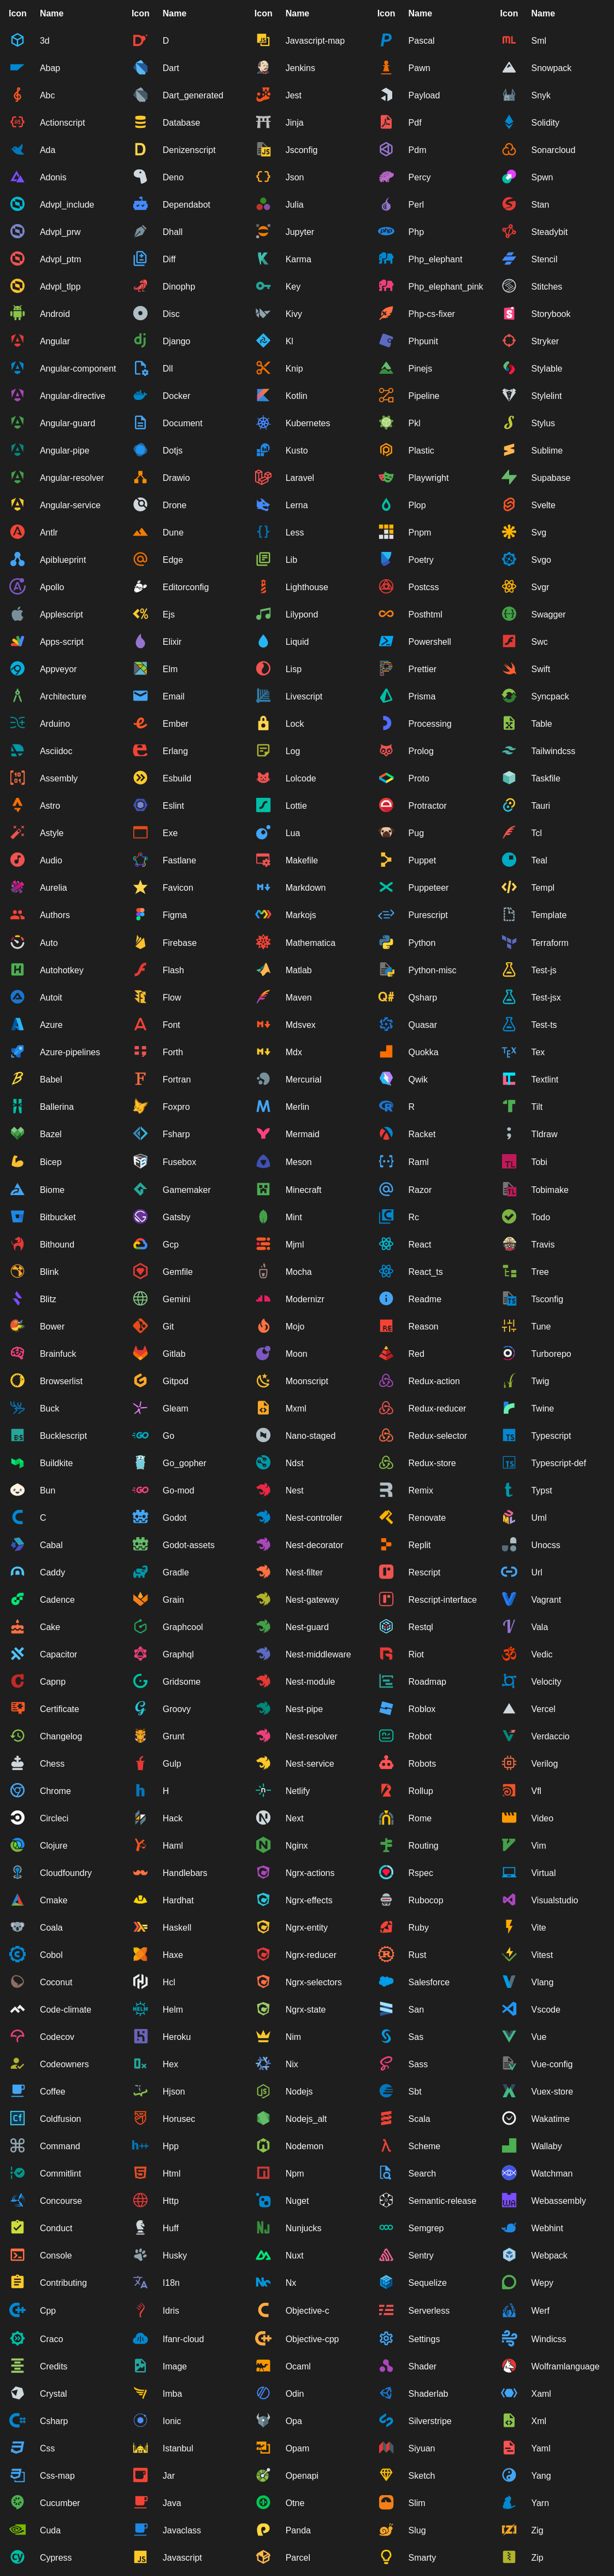 Icon Name Icon Name Icon Name Icon Name Icon Name
3d D Javascript-map Pascal Sml
Abap Dart Jenkins Pawn Snowpack
Abc Dart_generated Jest Payload Snyk
Actionscript Database Jinja Pdf Solidity
Ada Denizenscript Jsconfig Pdm Sonarcloud
Adonis Deno Json Percy Spwn
Advpl_include Dependabot Julia Perl Stan
Advpl_prw Dhall Jupyter Php Steadybit
Advpl_ptm Diff Karma Php_elephant Stencil
Advpl_tlpp Dinophp Key Php_elephant_pink Stitches
Android Disc Kivy Php-cs-fixer Storybook
Angular Django Kl Phpunit Stryker
Angular-component Dll Knip Pinejs Stylable
Angular-directive Docker Kotlin Pipeline Stylelint
Angular-guard Document Kubernetes Pkl Stylus
Angular-pipe Dotjs Kusto Plastic Sublime
Angular-resolver Drawio Laravel Playwright Supabase
Angular-service Drone Lerna Plop Svelte
Antlr Dune Less Pnpm Svg
Apiblueprint Edge Lib Poetry Svgo
Apollo Editorconfig Lighthouse Postcss Svgr
Applescript Ejs Lilypond Posthtml Swagger
Apps-script Elixir Liquid Powershell Swc
Appveyor Elm Lisp Prettier Swift
Architecture Email Livescript Prisma Syncpack
Arduino Ember Lock Processing Table
Asciidoc Erlang Log Prolog Tailwindcss
Assembly Esbuild Lolcode Proto Taskfile
Astro Eslint Lottie Protractor Tauri
Astyle Exe Lua Pug Tcl
Audio Fastlane Makefile Puppet Teal
Aurelia Favicon Markdown Puppeteer Templ
Authors Figma Markojs Purescript Template
Auto Firebase Mathematica Python Terraform
Autohotkey Flash Matlab Python-misc Test-js
Autoit Flow Maven Qsharp Test-jsx
Azure Font Mdsvex Quasar Test-ts
Azure-pipelines Forth Mdx Quokka Tex
Babel Fortran Mercurial Qwik Textlint
Ballerina Foxpro Merlin R Tilt
Bazel Fsharp Mermaid Racket Tldraw
Bicep Fusebox Meson Raml Tobi
Biome Gamemaker Minecraft Razor Tobimake
Bitbucket Gatsby Mint Rc Todo
Bithound Gcp Mjml React Travis
Blink Gemfile Mocha React_ts Tree
Blitz Gemini Modernizr Readme Tsconfig
Bower Git Mojo Reason Tune
Brainfuck Gitlab Moon Red Turborepo
Browserlist Gitpod Moonscript Redux-action Twig
Buck Gleam Mxml Redux-reducer Twine
Bucklescript Go Nano-staged Redux-selector Typescript
Buildkite Go_gopher Ndst Redux-store Typescript-def
Bun Go-mod Nest Remix Typst
C Godot Nest-controller Renovate Uml
Cabal Godot-assets Nest-decorator Replit Unocss
Caddy Gradle Nest-filter Rescript Url
Cadence Grain Nest-gateway Rescript-interface Vagrant
Cake Graphcool Nest-guard Restql Vala
Capacitor Graphql Nest-middleware Riot Vedic
Capnp Gridsome Nest-module Roadmap Velocity
Certificate Groovy Nest-pipe Roblox Vercel
Changelog Grunt Nest-resolver Robot Verdaccio
Chess Gulp Nest-service Robots Verilog
Chrome H Netlify Rollup Vfl
Circleci Hack Next Rome Video
Clojure Haml Nginx Routing Vim
Cloudfoundry Handlebars Ngrx-actions Rspec Virtual
Cmake Hardhat Ngrx-effects Rubocop Visualstudio
Coala Haskell Ngrx-entity Ruby Vite
Cobol Haxe Ngrx-reducer Rust Vitest
Coconut Hcl Ngrx-selectors Salesforce Vlang
Code-climate Helm Ngrx-state San Vscode
Codecov Heroku Nim Sas Vue
Codeowners Hex Nix Sass Vue-config
Coffee Hjson Nodejs Sbt Vuex-store
Coldfusion Horusec Nodejs_alt Scala Wakatime
Command Hpp Nodemon Scheme Wallaby
Commitlint Html Npm Search Watchman
Concourse Http Nuget Semantic-release Webassembly
Conduct Huff Nunjucks Semgrep Webhint
Console Husky Nuxt Sentry Webpack
Contributing I18n Nx Sequelize Wepy
Cpp Idris Objective-c Serverless Werf
Craco Ifanr-cloud Objective-cpp Settings Windicss
Credits Image Ocaml Shader Wolframlanguage
Crystal Imba Odin Shaderlab Xaml
Csharp Ionic Opa Silverstripe Xml
Css Istanbul Opam Siyuan Yaml
Css-map Jar Openapi Sketch Yang
Cucumber Java Otne Slim Yarn
Cuda Javaclass Panda Slug Zig
Cypress Javascript Parcel Smarty Zip